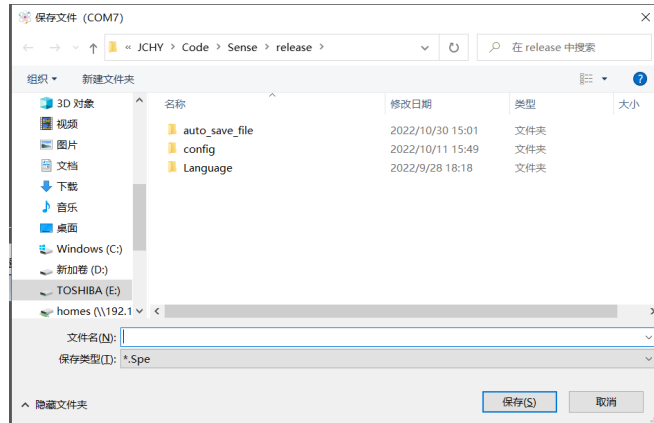 保存文件（COM7）
« JCHY › Code › Sense › release ›
在 release 中搜索
组织 新建文件夹
名称 修改日期 类型 大小
3D 对象
视频
图片
文档
下载
音乐
桌面
Windows (C:)
新加卷 (D:)
TOSHIBA (E:)
homes (\\192.1
auto_save_file 2022/10/30 15:01 文件夹
config 2022/10/11 15:49 文件夹
Language 2022/9/28 18:18 文件夹
文件名(N):
保存类型(T): *.Spe
隐藏文件夹
保存(S) 取消